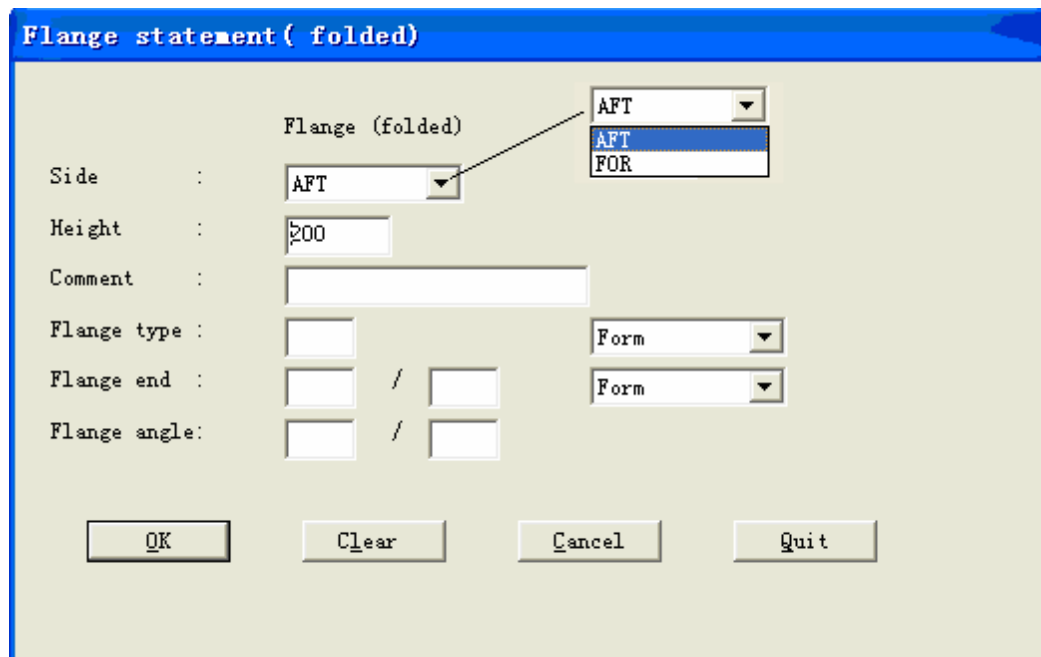 Flange statement( folded)
AFT
Flange (folded)
AFT
FOR
Side : AFT
Height : 200
Comment :
Flange type : Form
Flange end : / Form
Flange angle: /
OK Clear Cancel Quit